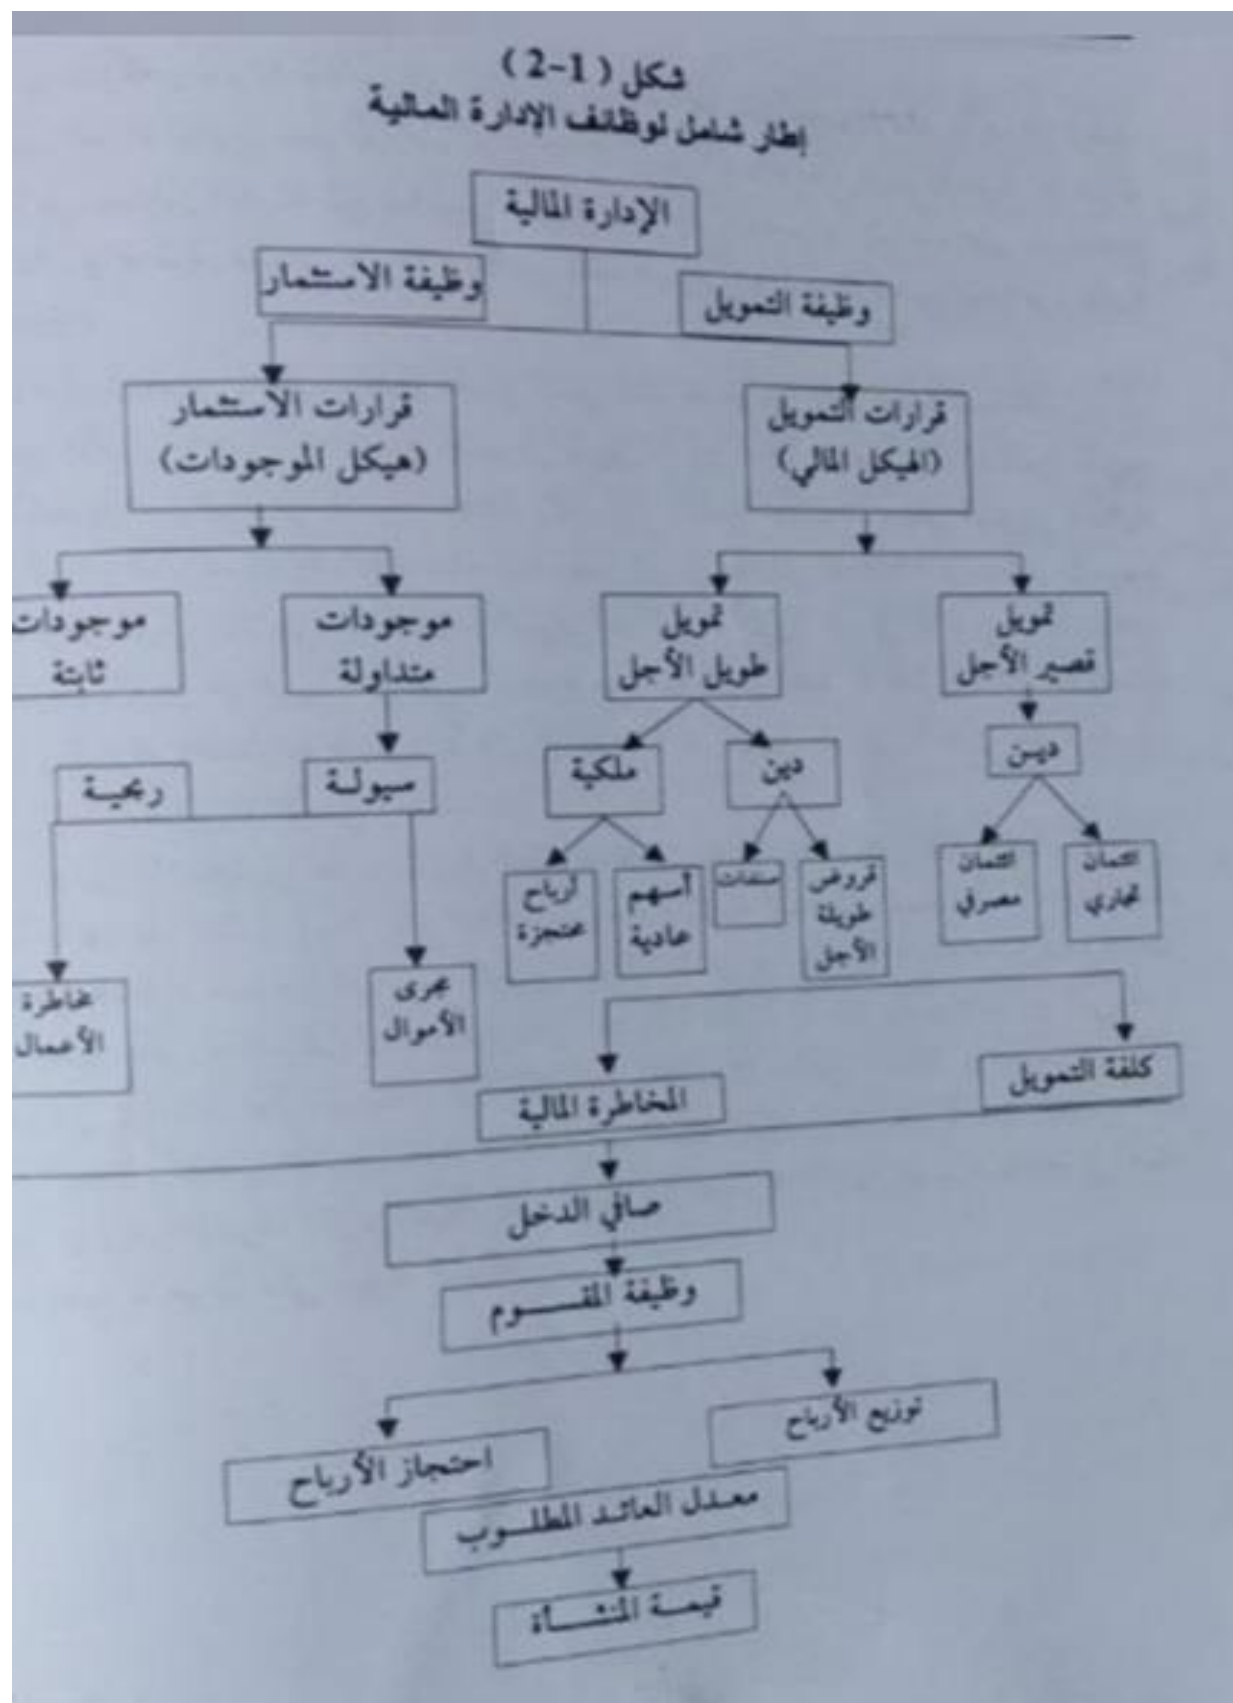 شكل ( 1-2 )
إطار شامل لوظائف الإدارة المالية
الإدارة المالية
وظيفة التمويل
وظيفة الاستثمار
قرارات التمويل
(الهيكل المالي)
قرارات الاستثمار
(هيكل الموجودات)
تمويل
قصير الأجل
تمويل
طويل الأجل
موجودات
متداولة
موجودات
ثابتة
دين
دين
ملكية
سيولة
ربحية
ائتمان
تجاري
ائتمان
مصرفي
قروض
طويلة
الأجل
سندات
أسهم
عادية
أرباح
محتجزة
مجرى
الأموال
مخاطرة
الأعمال
كلفة التمويل
المخاطرة المالية
صافي الدخل
وظيفة المقسوم
توزيع الأرباح
احتجاز الأرباح
معدل العائد المطلوب
قيمة المنشأة